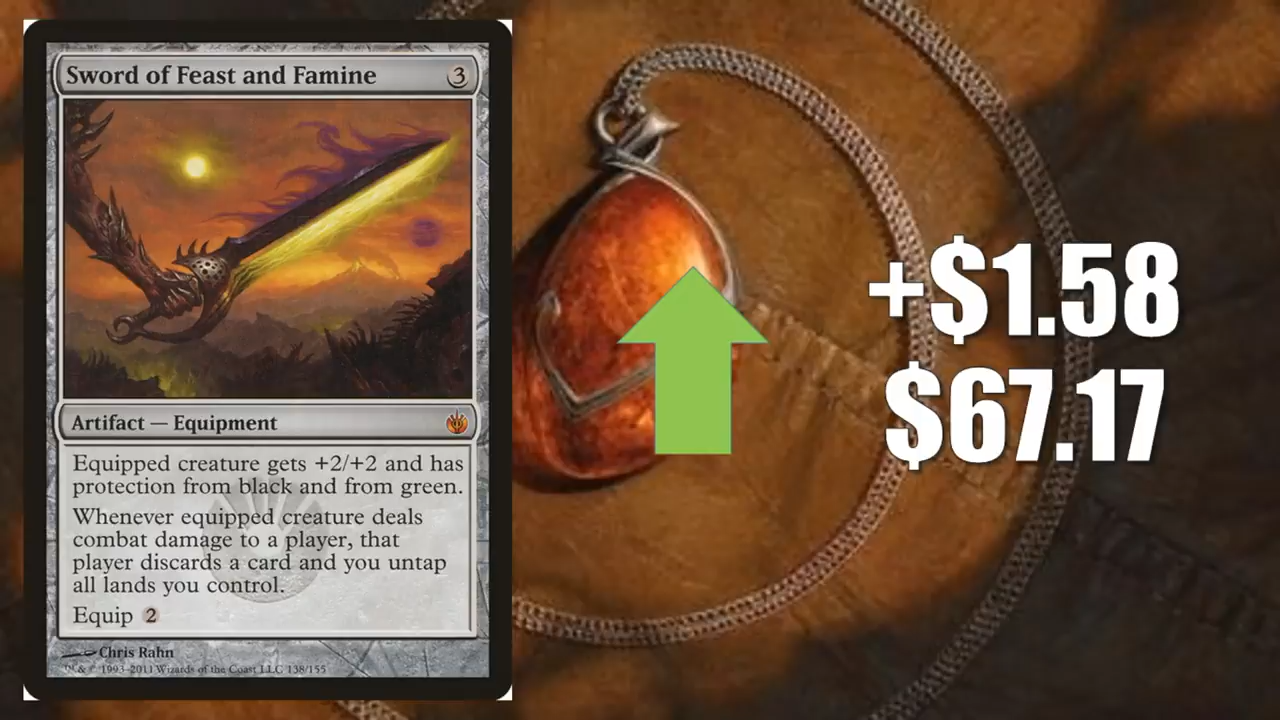 Sword of Feast and Famine 3
Artifact — Equipment
Equipped creature gets +2/+2 and has
protection from black and from green.
Whenever equipped creature deals
combat damage to a player, that
player discards a card and you untap
all lands you control.
Equip 2
Chris Rahn
™ & © 1993–2011 Wizards of the Coast LLC 138/155
+$1.58
$67.17